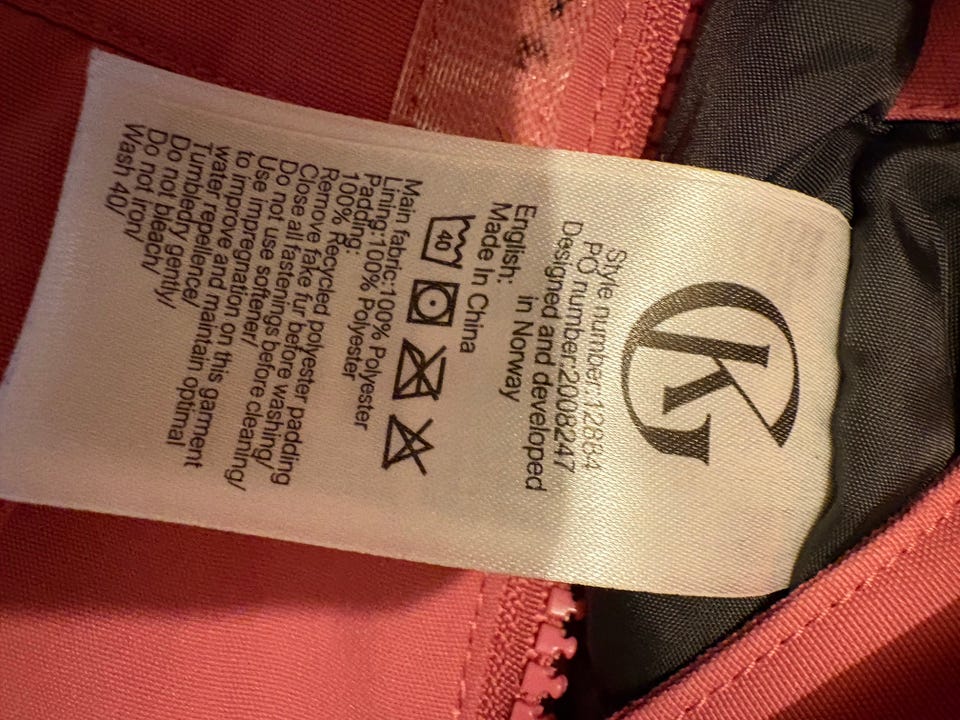 Style number:12884
PO number:2008247
Designed and developed
in Norway
English:
Made In China
40
Main fabric:100% Polyester
Lining:100% Polyester
Padding:
100% Recycled polyester padding
Remove fake fur before washing/
Close all fastenings before cleaning/
Do not use softener/
Use impregnation on this garment
to improve and maintain optimal
water repellence/
Tumbledry gently/
Do not bleach/
Do not iron/
Wash 40/